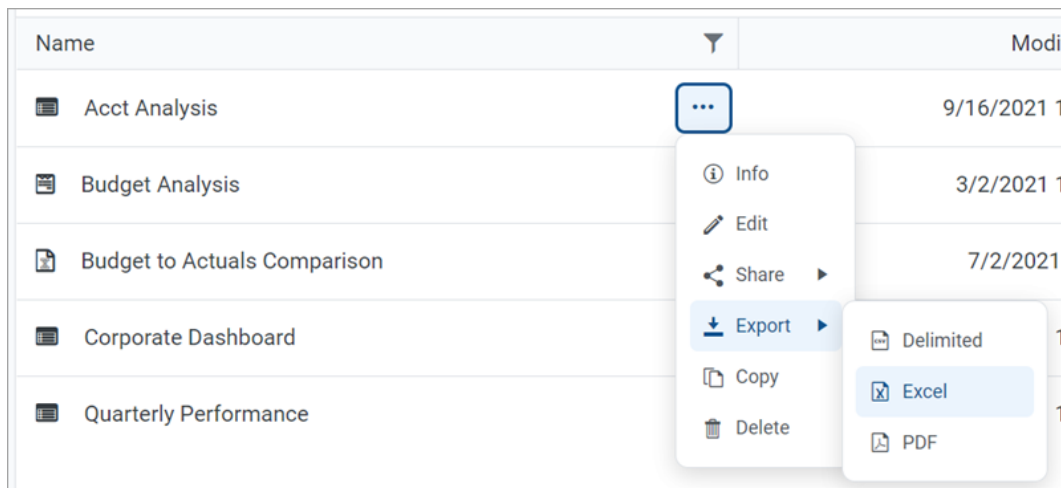 Name Modi
Acct Analysis ... 9/16/2021 1
Budget Analysis 3/2/2021 1
Info
Edit
Budget to Actuals Comparison 7/2/2021
Share
Export
Corporate Dashboard 1
Delimited
Copy
Excel
Quarterly Performance 1
Delete
PDF